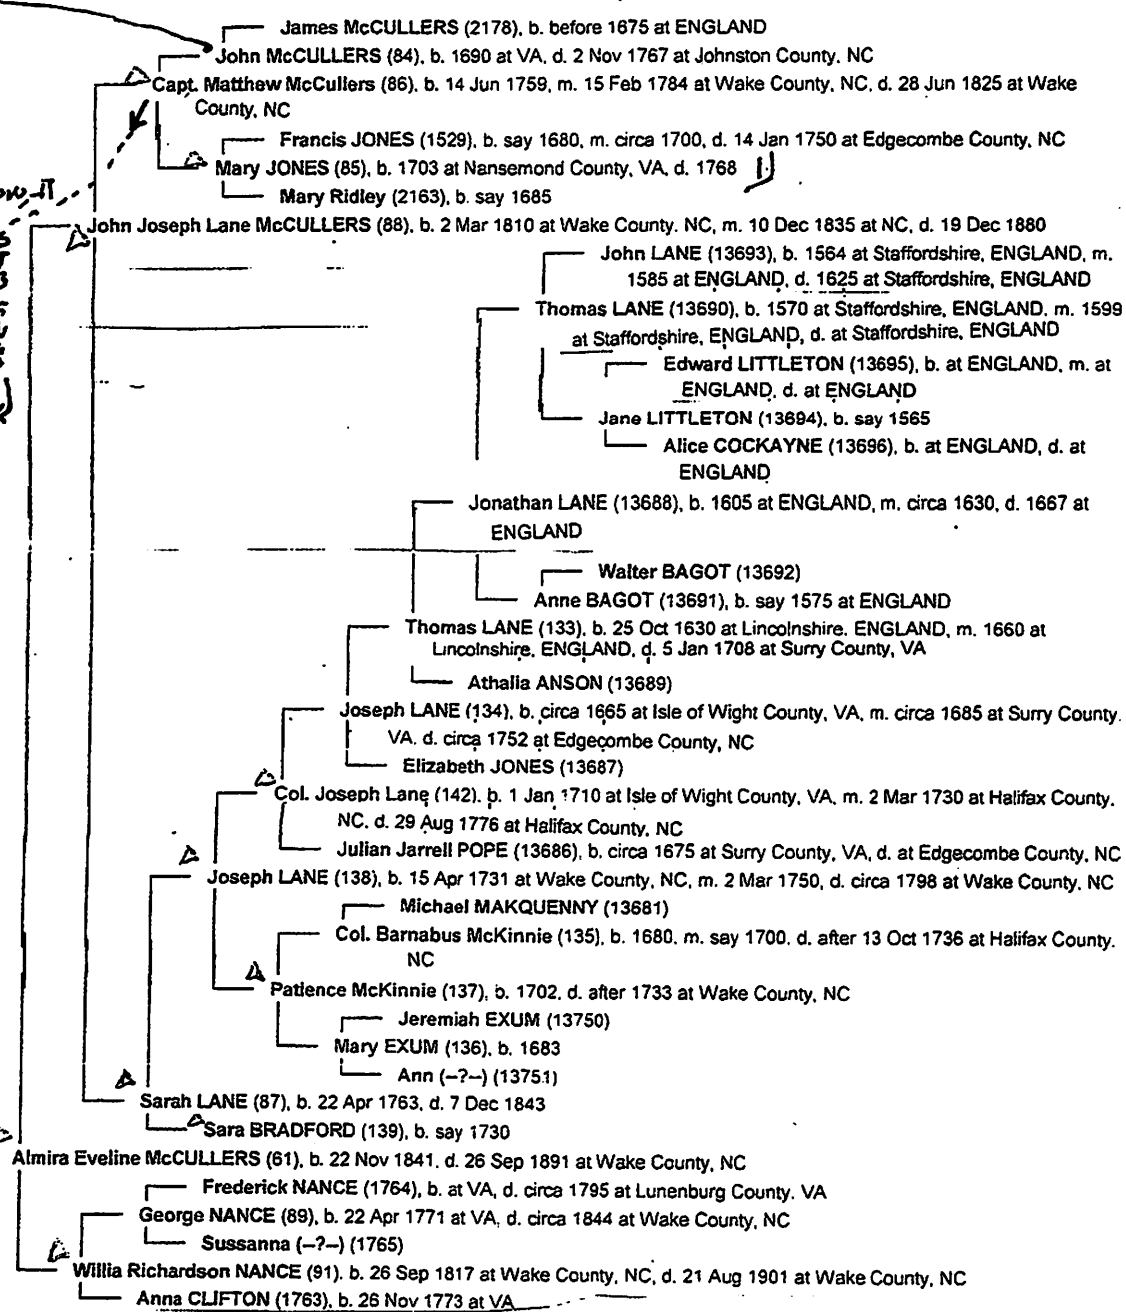 James McCULLERS (2178), b. before 1675 at ENGLAND
John McCULLERS (84), b. 1690 at VA, d. 2 Nov 1767 at Johnston County, NC
Capt. Matthew McCullers (86), b. 14 Jun 1759, m. 15 Feb 1784 at Wake County, NC, d. 28 Jun 1825 at Wake
County, NC
Francis JONES (1529), b. say 1680, m. circa 1700, d. 14 Jan 1750 at Edgecombe County, NC
Mary JONES (85), b. 1703 at Nansemond County, VA, d. 1768
Mary Ridley (2163), b. say 1685
John Joseph Lane McCULLERS (88), b. 2 Mar 1810 at Wake County. NC, m. 10 Dec 1835 at NC, d. 19 Dec 1880
John LANE (13693), b. 1564 at Staffordshire, ENGLAND, m.
1585 at ENGLAND, d. 1625 at Staffordshire, ENGLAND
Thomas LANE (13690), b. 1570 at Staffordshire, ENGLAND. m. 1599
at Staffordshire, ENGLAND, d. at Staffordshire, ENGLAND
Edward LITTLETON (13695), b. at ENGLAND, m. at
ENGLAND, d. at ENGLAND
Jane LITTLETON (13694), b. say 1565
Alice COCKAYNE (13696), b. at ENGLAND, d. at
ENGLAND
Jonathan LANE (13688), b. 1605 at ENGLAND, m. circa 1630, d. 1667 at
ENGLAND
Walter BAGOT (13692)
Anne BAGOT (13691), b. say 1575 at ENGLAND
Thomas LANE (133), b. 25 Oct 1630 at Lincolnshire. ENGLAND, m. 1660 at
Lincolnshire, ENGLAND, d. 5 Jan 1708 at Surry County, VA
Athalia ANSON (13689)
Joseph LANE (134), b. circa 1665 at Isle of Wight County, VA, m. circa 1685 at Surry County.
VA. d. circa 1752 at Edgecombe County, NC
Elizabeth JONES (13687)
Col. Joseph Lane (142). b. 1 Jan 1710 at Isle of Wight County, VA, m. 2 Mar 1730 at Halifax County.
NC. d. 29 Aug 1776 at Halifax County, NC
Julian Jarrell POPE (13686), b. circa 1675 at Surry County, VA, d. at Edgecombe County, NC
Joseph LANE (138), b. 15 Apr 1731 at Wake County, NC, m. 2 Mar 1750, d. circa 1798 at Wake County, NC
Michael MAKQUENNY (13681)
Col. Barnabus McKinnie (135), b. 1680, m. say 1700. d. after 13 Oct 1736 at Halifax County.
NC
Patience McKinnie (137), b. 1702, d. after 1733 at Wake County, NC
Jeremiah EXUM (13750)
Mary EXUM (136), b. 1683
Ann (–?–) (13751)
Sarah LANE (87), b. 22 Apr 1763, d. 7 Dec 1843
Sara BRADFORD (139), b. say 1730
Almira Eveline McCULLERS (61), b. 22 Nov 1841. d. 26 Sep 1891 at Wake County, NC
Frederick NANCE (1764), b. at VA, d. circa 1795 at Lunenburg County. VA
George NANCE (89), b. 22 Apr 1771 at VA, d. circa 1844 at Wake County, NC
Sussanna (–?–) (1765)
Willia Richardson NANCE (91). b. 26 Sep 1817 at Wake County, NC, d. 21 Aug 1901 at Wake County, NC
Anna CLIFTON (1763), b. 26 Nov 1773 at VA